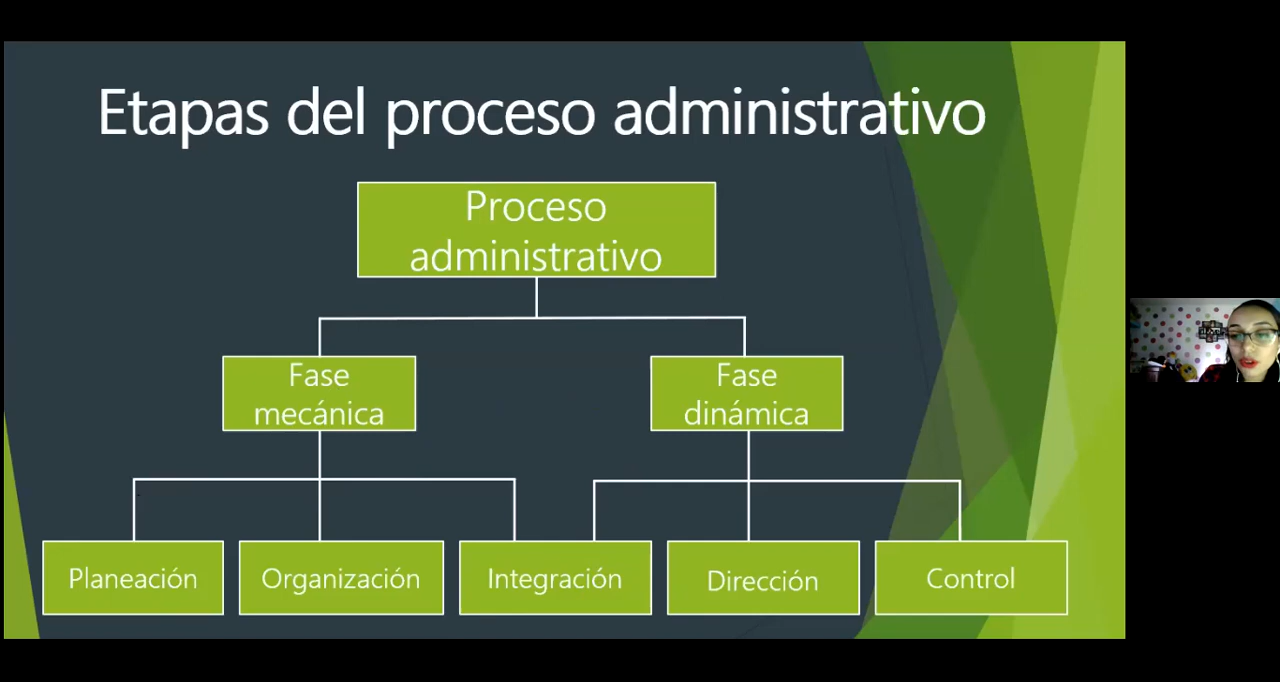 Etapas del proceso administrativo
Proceso
administrativo
Fase
mecánica
Fase
dinámica
Planeación
Organización
Integración
Dirección
Control